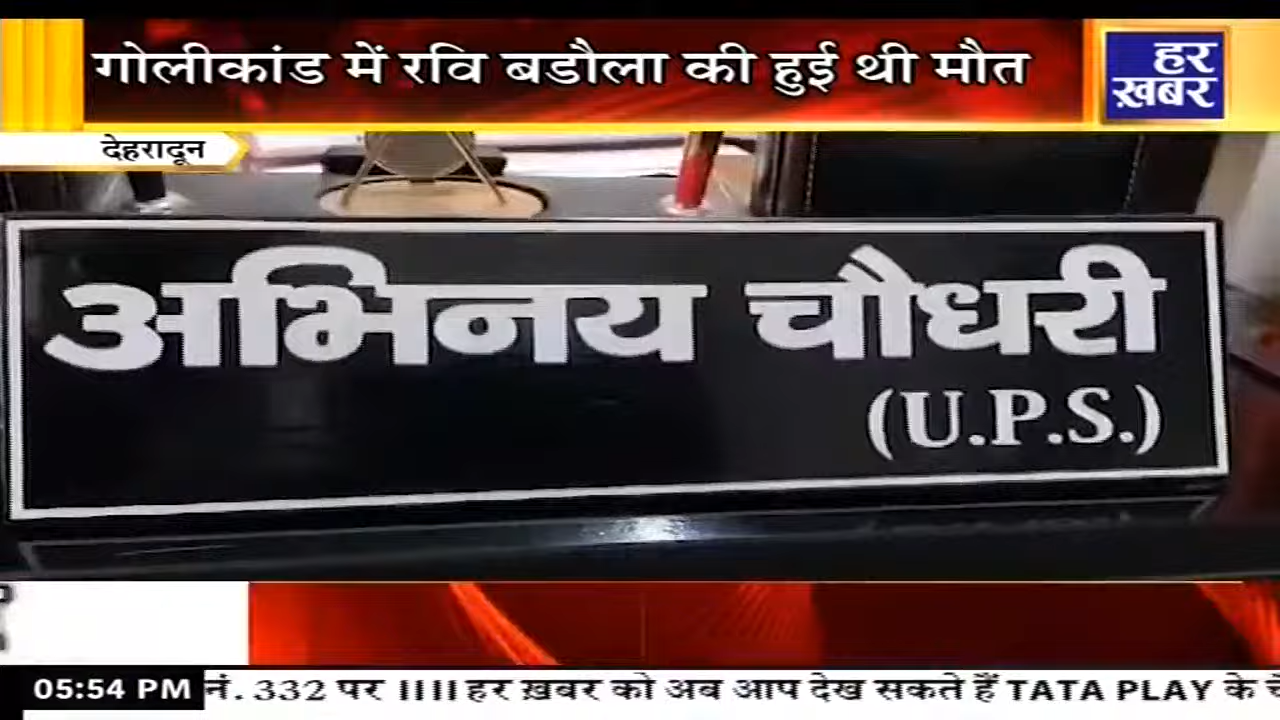 गोलीकांड में रवि बडौला की हुई थी मौत
हर
ख़बर
देहरादून
अभिनय चौधरी
(U.P.S.)
05:54 PM
नं. 332 पर IIII हर ख़बर को अब आप देख सकते हैं TATA PLAY के